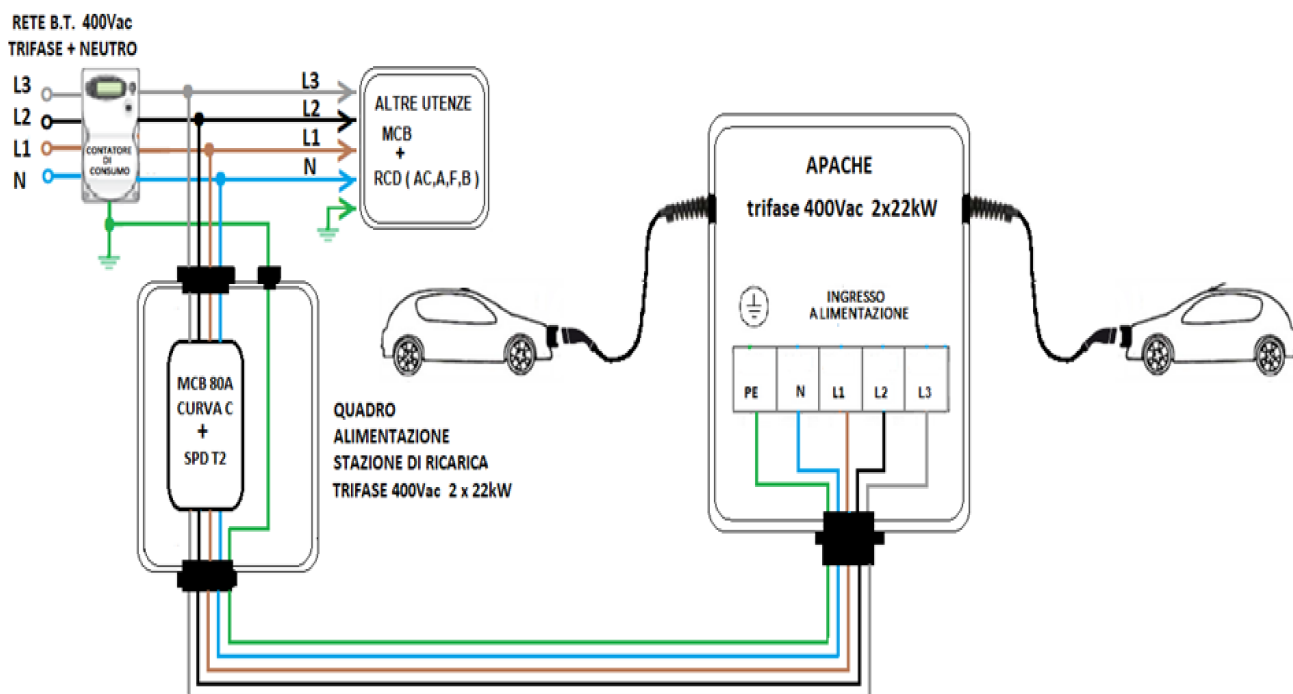 RETE B.T. 400Vac
TRIFASE + NEUTRO
L3
L2
L1
N
CONTATORE
DI
CONSUMO
L3
L2
L1
N
ALTRE UTENZE
MCB
+
RCD ( AC,A,F,B )
MCB 80A
CURVA C
+
SPD T2
QUADRO
ALIMENTAZIONE
STAZIONE DI RICARICA
TRIFASE 400Vac 2 x 22kW
APACHE
trifase 400Vac 2x22kW
INGRESSO
ALIMENTAZIONE
PE N L1 L2 L3